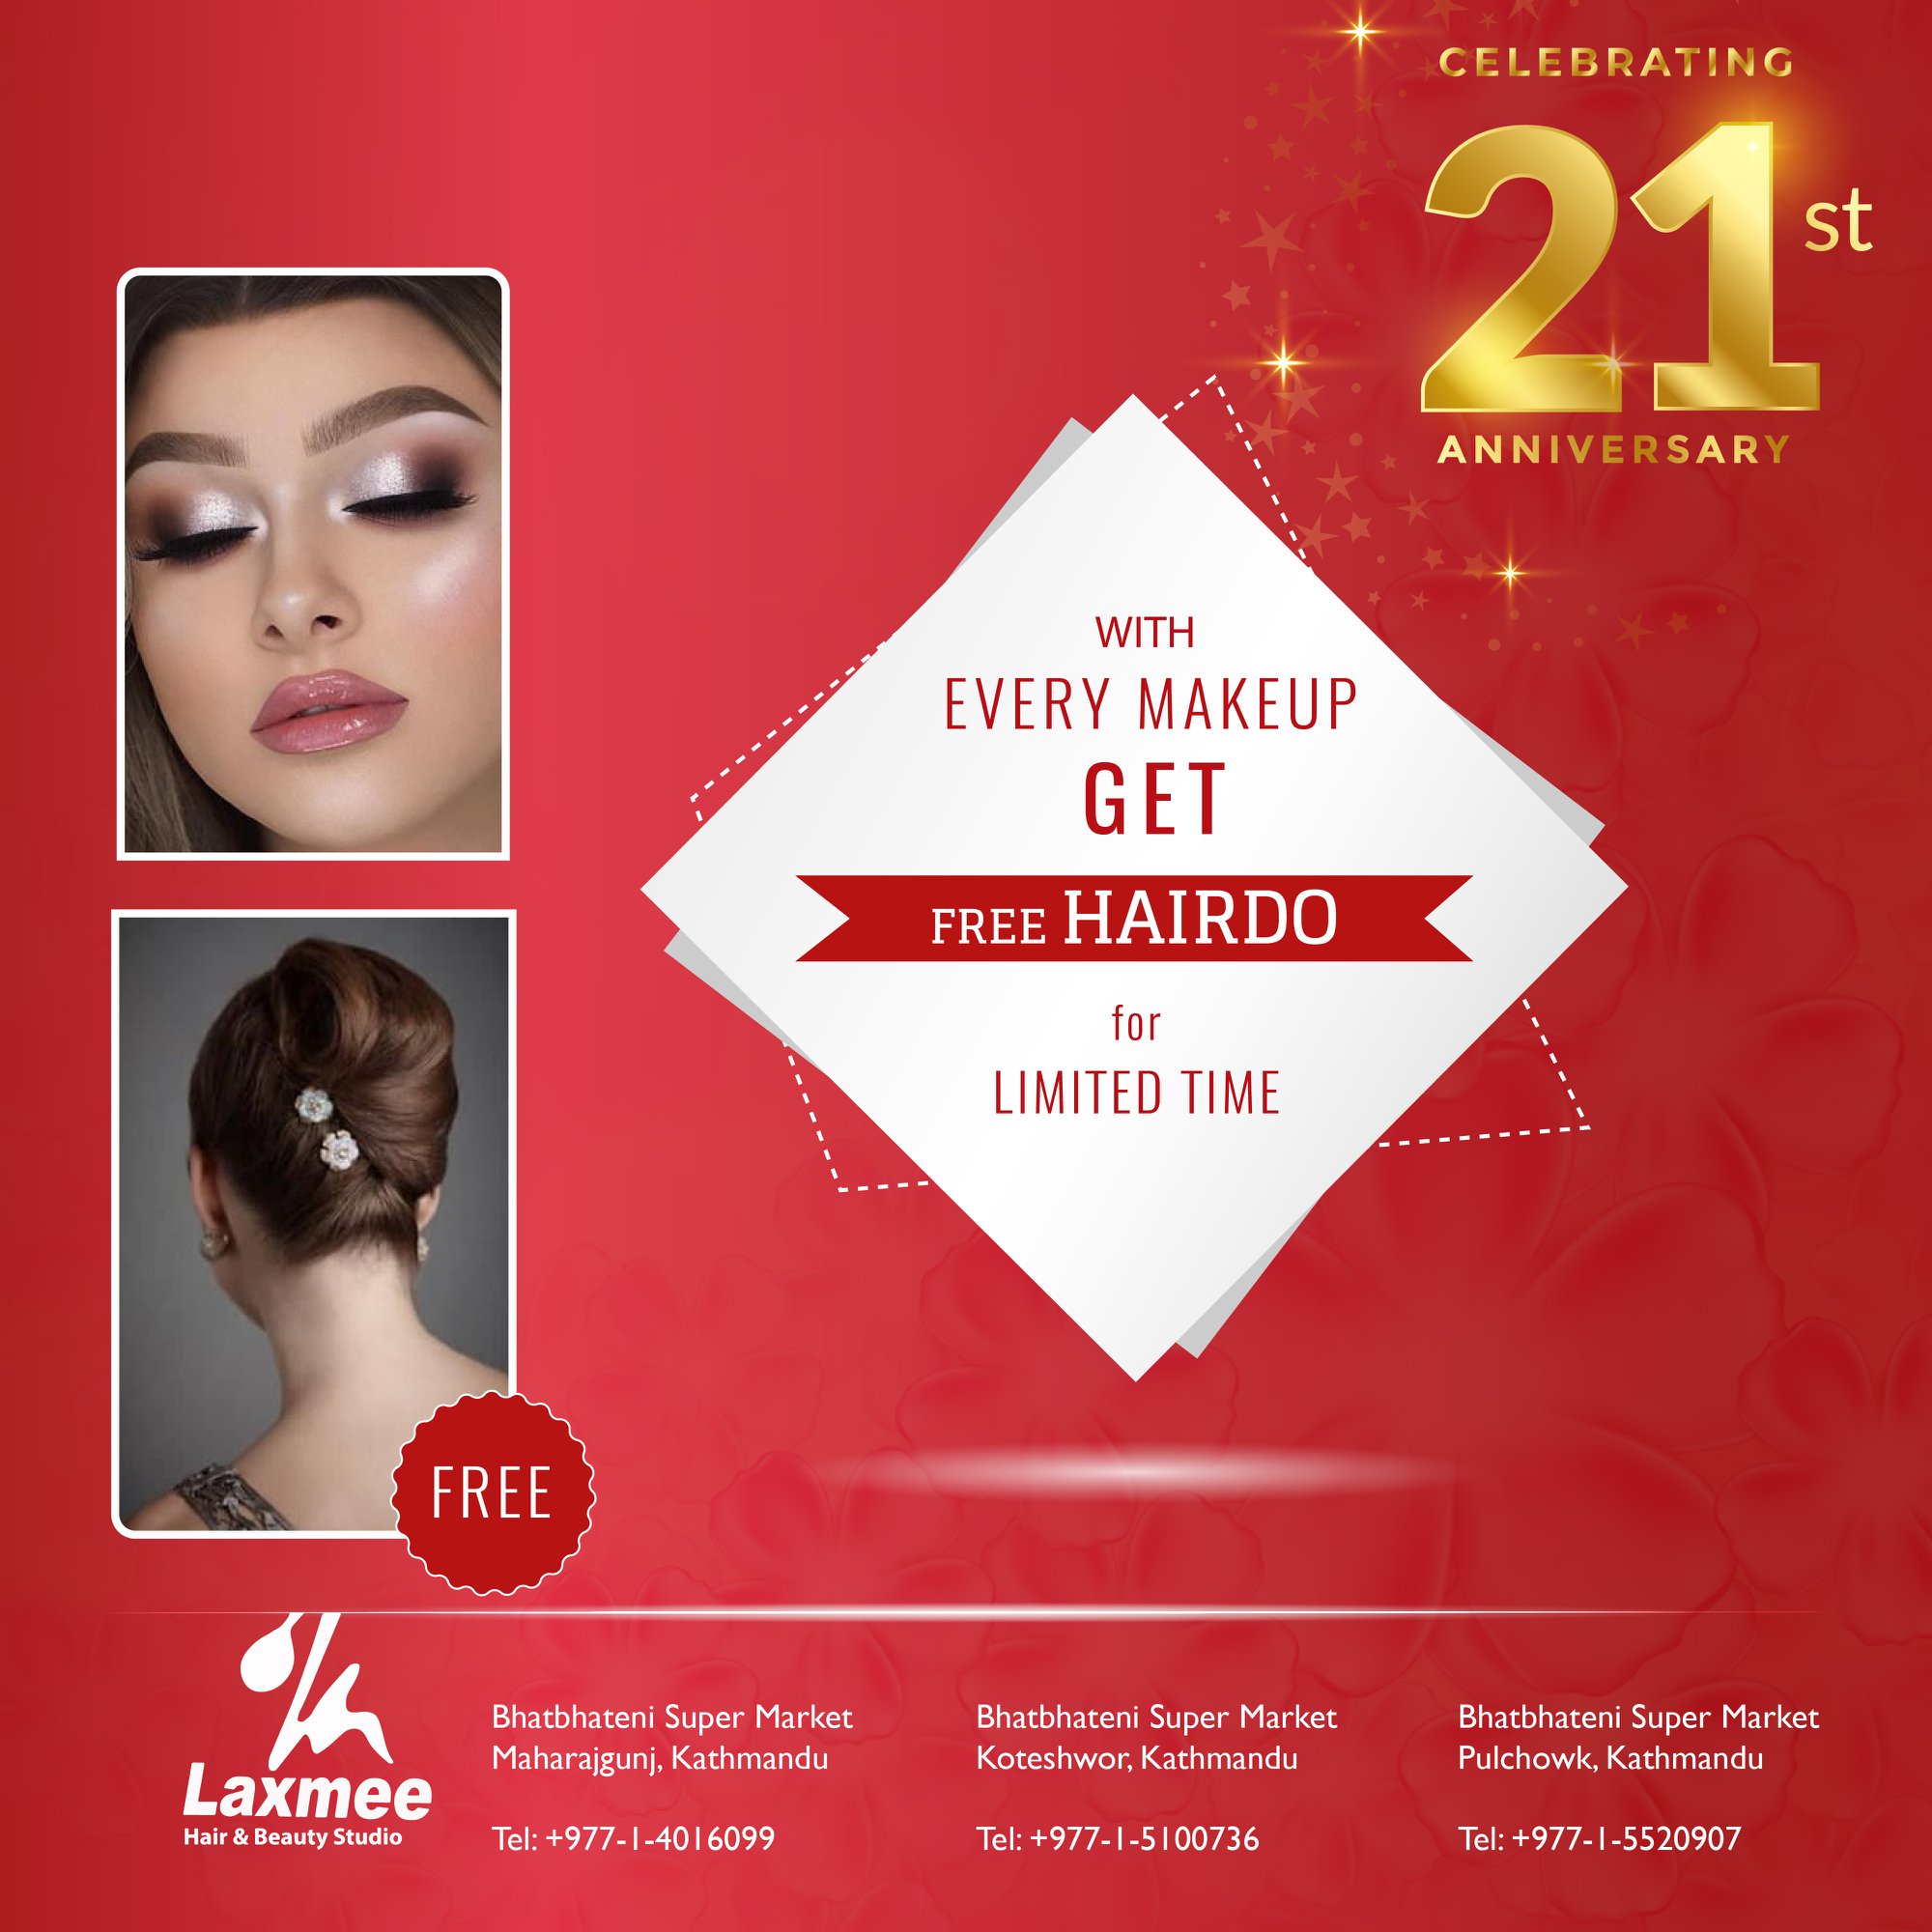 CELEBRATING
21st
ANNIVERSARY
WITH
EVERY MAKEUP
GET
FREE HAIRDO
for
LIMITED TIME
FREE
Laxmee
Hair & Beauty Studio
Bhatbhateni Super Market
Maharajgunj, Kathmandu
Tel: +977-1-4016099
Bhatbhateni Super Market
Koteshwor, Kathmandu
Tel: +977-1-5100736
Bhatbhateni Super Market
Pulchowk, Kathmandu
Tel: +977-1-5520907